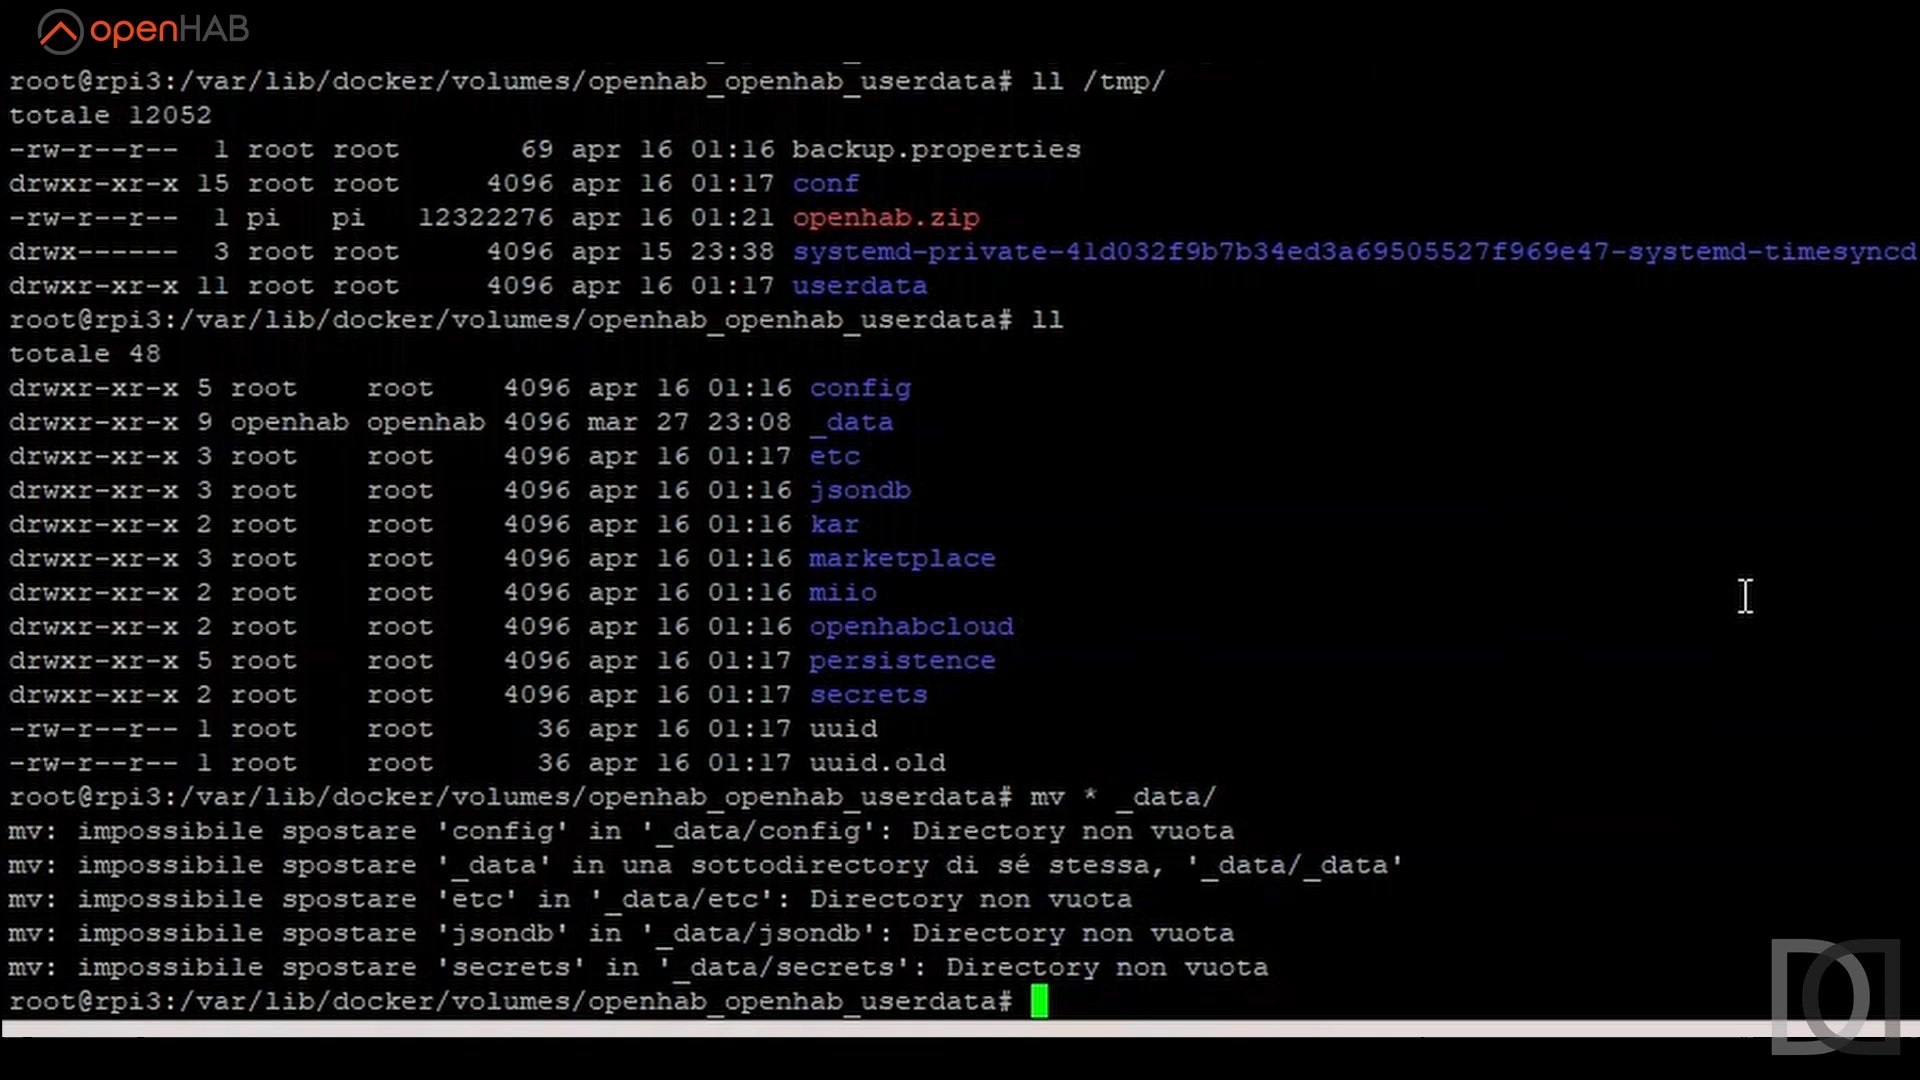 openHAB
root@rpi3:/var/lib/docker/volumes/openhab_openhab_userdata# ll /tmp/
totale 12052
-rw-r--r--  1 root root       69 apr 16 01:16 backup.properties
drwxr-xr-x 15 root root     4096 apr 16 01:17 conf
-rw-r--r--  1 pi   pi   12322276 apr 16 01:21 openhab.zip
drwx------  3 root root     4096 apr 15 23:38 systemd-private-41d032f9b7b34ed3a69505527f969e47-systemd-timesyncd
drwxr-xr-x 11 root root     4096 apr 16 01:17 userdata
root@rpi3:/var/lib/docker/volumes/openhab_openhab_userdata# ll
totale 48
drwxr-xr-x 5 root    root    4096 apr 16 01:16 config
drwxr-xr-x 9 openhab openhab 4096 mar 27 23:08 _data
drwxr-xr-x 3 root    root    4096 apr 16 01:17 etc
drwxr-xr-x 3 root    root    4096 apr 16 01:16 jsondb
drwxr-xr-x 2 root    root    4096 apr 16 01:16 kar
drwxr-xr-x 3 root    root    4096 apr 16 01:16 marketplace
drwxr-xr-x 2 root    root    4096 apr 16 01:16 miio
drwxr-xr-x 2 root    root    4096 apr 16 01:16 openhabcloud
drwxr-xr-x 5 root    root    4096 apr 16 01:17 persistence
drwxr-xr-x 2 root    root    4096 apr 16 01:17 secrets
-rw-r--r-- 1 root    root      36 apr 16 01:17 uuid
-rw-r--r-- 1 root    root      36 apr 16 01:17 uuid.old
root@rpi3:/var/lib/docker/volumes/openhab_openhab_userdata# mv * _data/
mv: impossibile spostare 'config' in '_data/config': Directory non vuota
mv: impossibile spostare '_data' in una sottodirectory di sé stessa, '_data/_data'
mv: impossibile spostare 'etc' in '_data/etc': Directory non vuota
mv: impossibile spostare 'jsondb' in '_data/jsondb': Directory non vuota
mv: impossibile spostare 'secrets' in '_data/secrets': Directory non vuota
root@rpi3:/var/lib/docker/volumes/openhab_openhab_userdata#